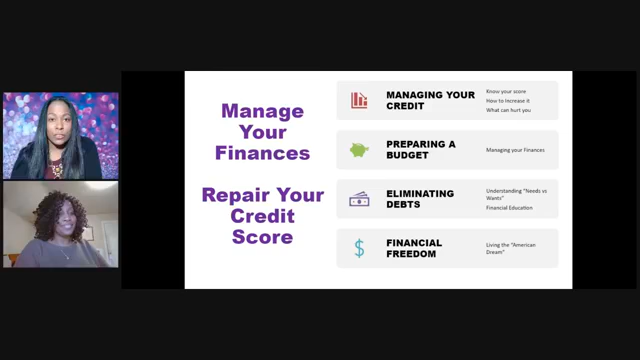 Manage
Your
Finances
Repair Your
Credit
Score
MANAGING YOUR
CREDIT
Know your score
How to increase it
What can hurt you
PREPARING A
BUDGET
Managing your Finances
ELIMINATING
DEBTS
Understanding "Needs vs
Wants"
Financial Education
$
FINANCIAL
FREEDOM
Living the "American
Dream"